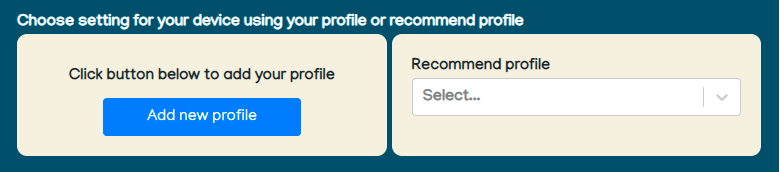 Choose setting for your device using your profile or recommend profile
Click button below to add your profile
Add new profile
Recommend profile
Select...